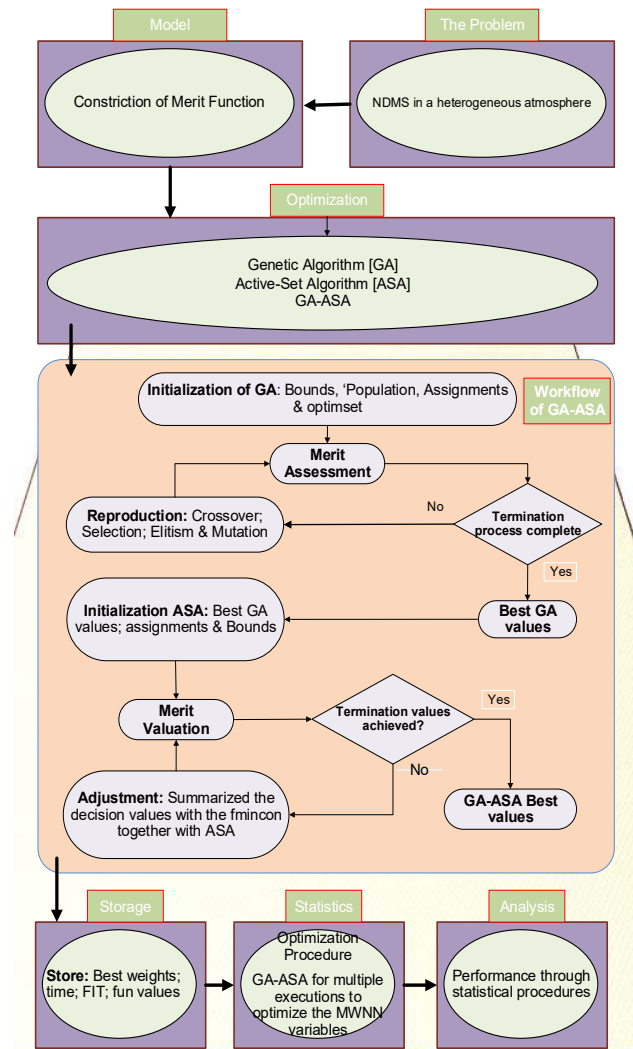 Model
The Problem
Constriction of Merit Function
NDMS in a heterogeneous atmosphere
Optimization
Genetic Algorithm [GA]
Active-Set Algorithm [ASA]
GA-ASA
Workflow
of GA-ASA
Initialization of GA: Bounds, ‘Population, Assignments
& optimset
Merit
Assessment
Reproduction: Crossover;
Selection; Elitism & Mutation
No
Termination
process complete
Yes
Initialization ASA: Best GA
values; assignments & Bounds
Best GA
values
Merit
Valuation
Termination values
achieved?
Yes
No
Adjustment: Summarized the
decision values with the fmincon
together with ASA
GA-ASA Best
values
Storage
Statistics
Analysis
Store: Best weights;
time; FIT; fun values
Optimization
Procedure
GA-ASA for multiple
executions to
optimize the MWNN
variables
Performance through
statistical procedures